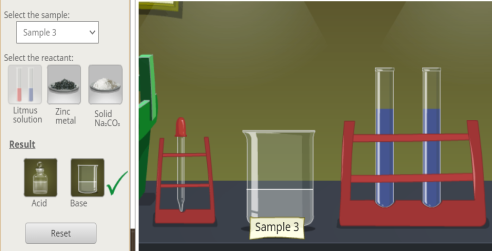 Select the sample:
Sample 3
Select the reactant:
Litmus
solution
Zinc
metal
Solid
Na₂CO₃
Result
Acid
Base
Reset
Sample 3